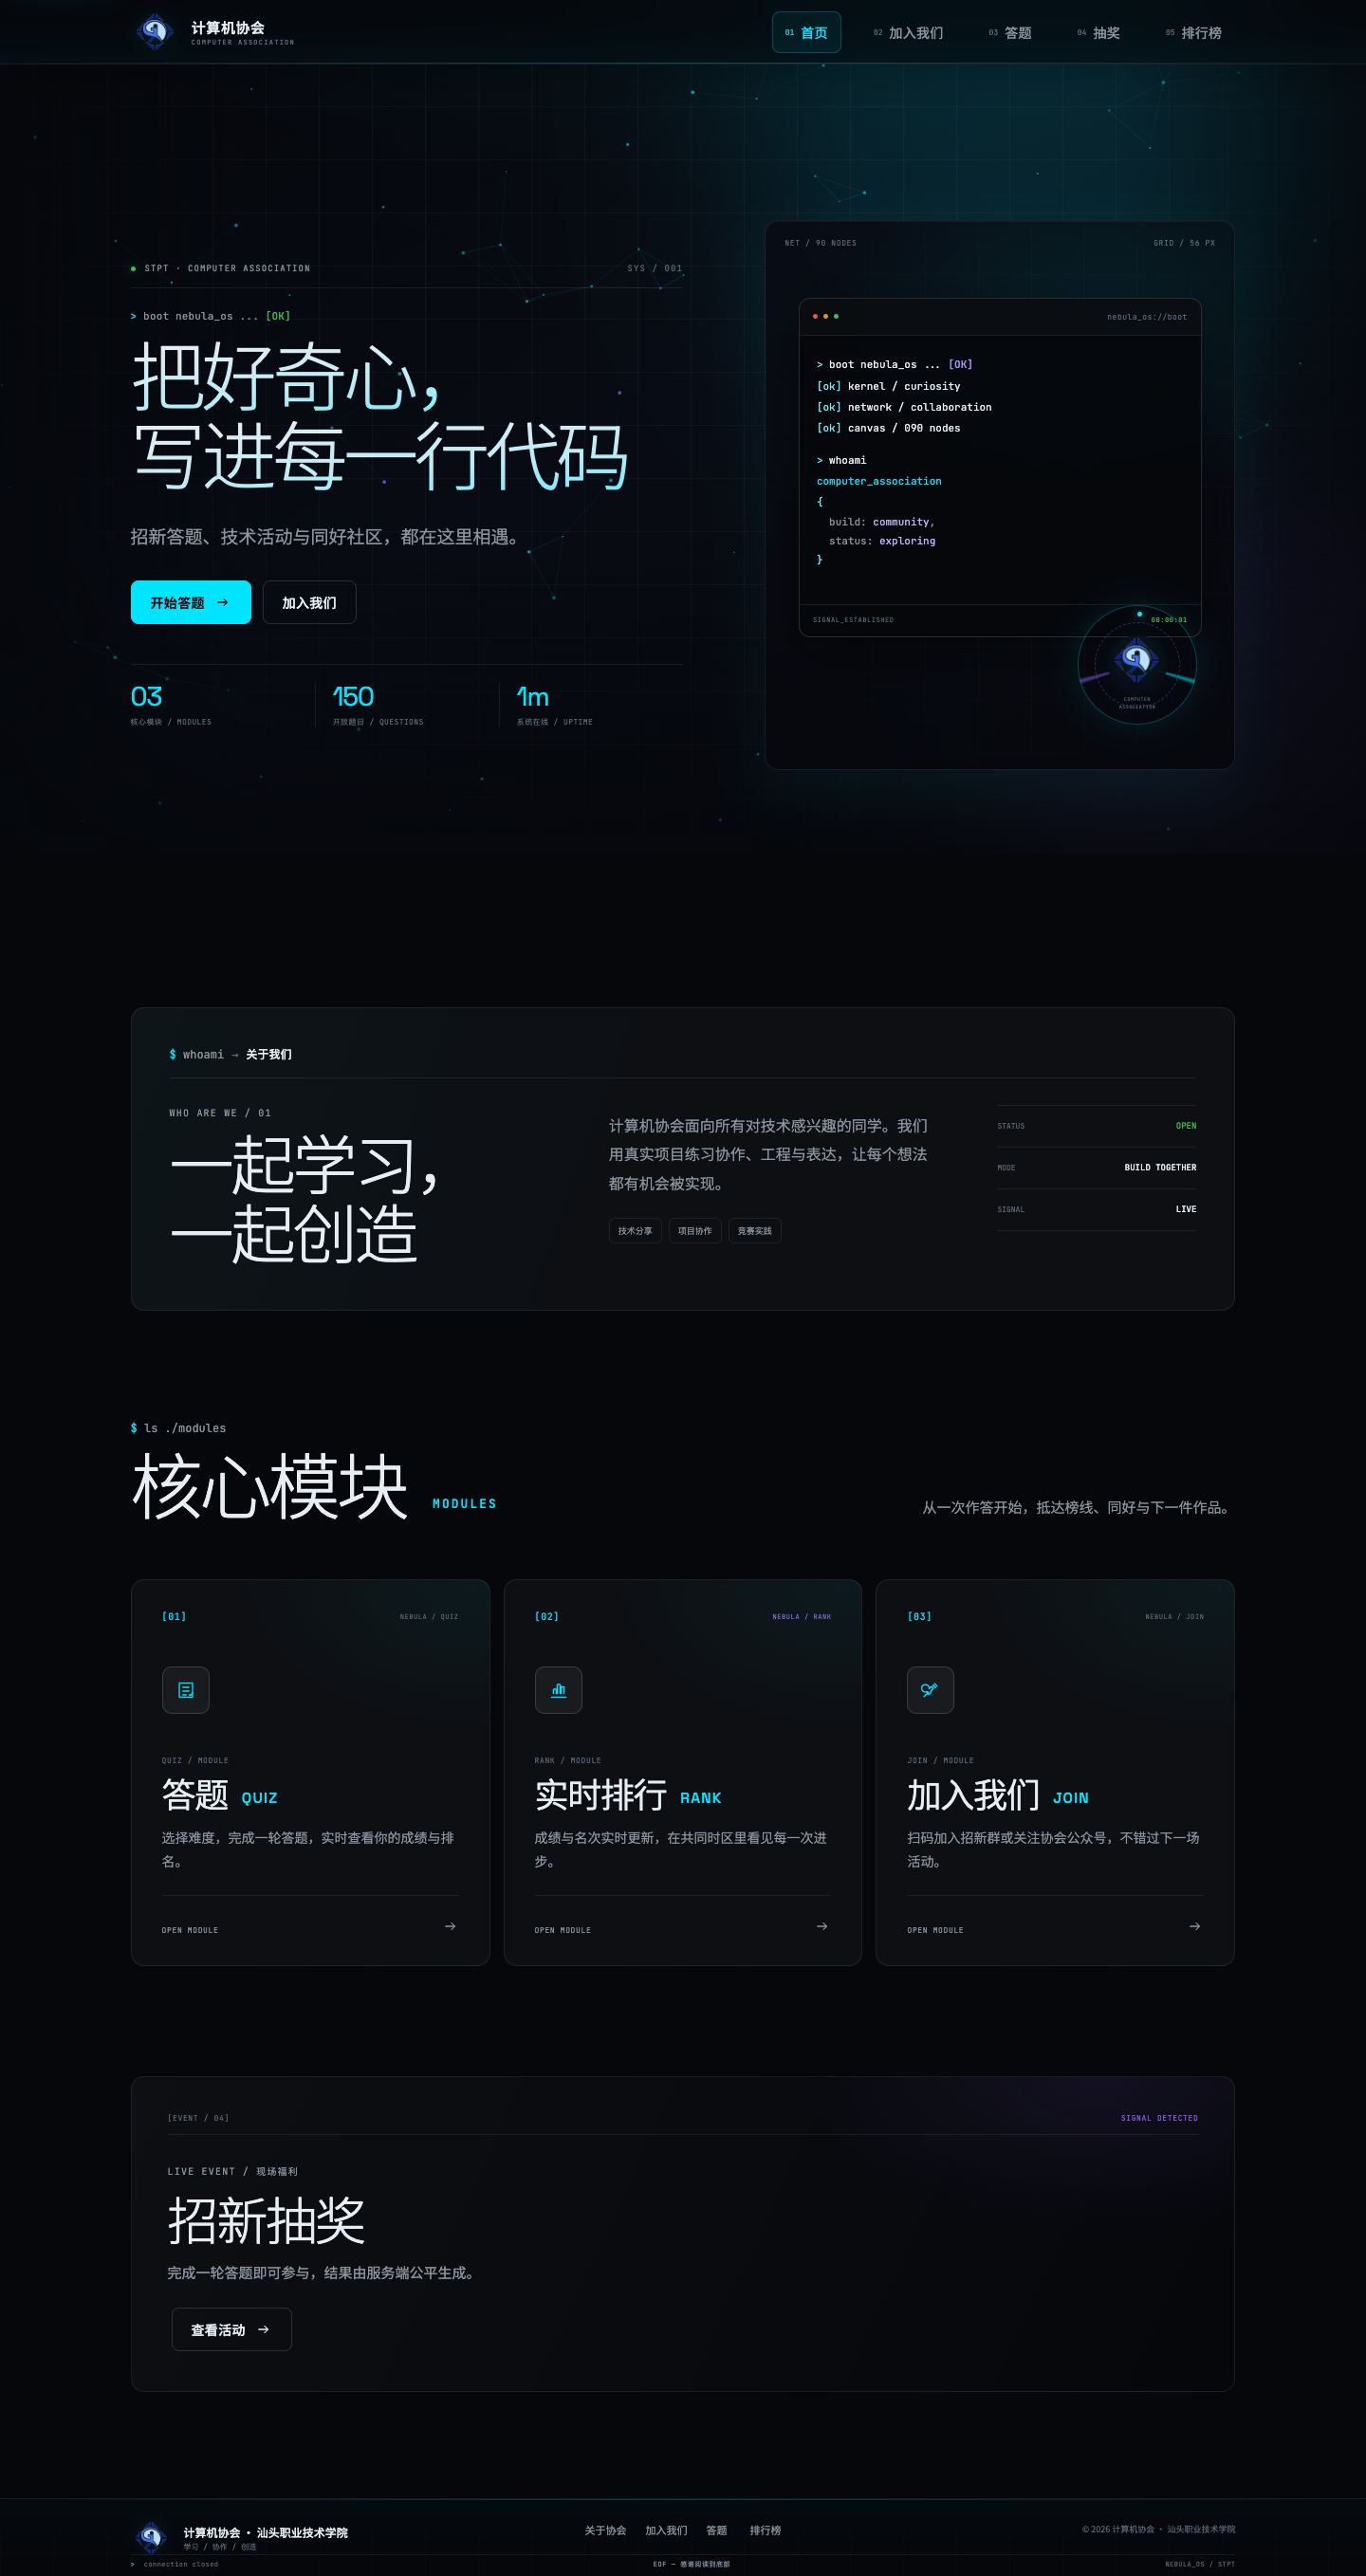 计算机协会
COMPUTER ASSOCIATION
01 首页
02 加入我们
03 答题
04 抽奖
05 排行榜
STPT · COMPUTER ASSOCIATION
SYS / 001
> boot nebula_os ... [OK]
把好奇心，
写进每一行代码
招新答题、技术活动与同好社区，都在这里相遇。
开始答题 →
加入我们
03
核心模块 / MODULES
150
开放题目 / QUESTIONS
1m
系统在线 / UPTIME
NET / 90 NODES
GRID / 56 PX
nebula_os://boot
> boot nebula_os ... [OK]
[ok] kernel / curiosity
[ok] network / collaboration
[ok] canvas / 090 nodes
> whoami
computer_association
{
build: community,
status: exploring
}
SIGNAL_ESTABLISHED
00:00:01
COMPUTER
ASSOCIATION
$ whoami → 关于我们
WHO ARE WE / 01
一起学习，
一起创造
计算机协会面向所有对技术感兴趣的同学。我们
用真实项目练习协作、工程与表达，让每个想法
都有机会被实现。
技术分享
项目协作
竞赛实践
STATUS OPEN
MODE BUILD TOGETHER
SIGNAL LIVE
$ ls ./modules
核心模块 MODULES
从一次作答开始，抵达榜线、同好与下一件作品。
[01] NEBULA / QUIZ
QUIZ / MODULE
答题 QUIZ
选择难度，完成一轮答题，实时查看你的成绩与排
名。
OPEN MODULE →
[02] NEBULA / RANK
RANK / MODULE
实时排行 RANK
成绩与名次实时更新，在共同时区里看见每一次进
步。
OPEN MODULE →
[03] NEBULA / JOIN
JOIN / MODULE
加入我们 JOIN
扫码加入招新群或关注协会公众号，不错过下一场
活动。
OPEN MODULE →
[EVENT / 04]
SIGNAL DETECTED
LIVE EVENT / 现场福利
招新抽奖
完成一轮答题即可参与，结果由服务端公平生成。
查看活动 →
计算机协会 · 汕头职业技术学院
学习 / 协作 / 创造
关于协会
加入我们
答题
排行榜
© 2026 计算机协会 · 汕头职业技术学院
> connection closed
EOF — 感谢阅读到底部
NEBULA_OS / STPT